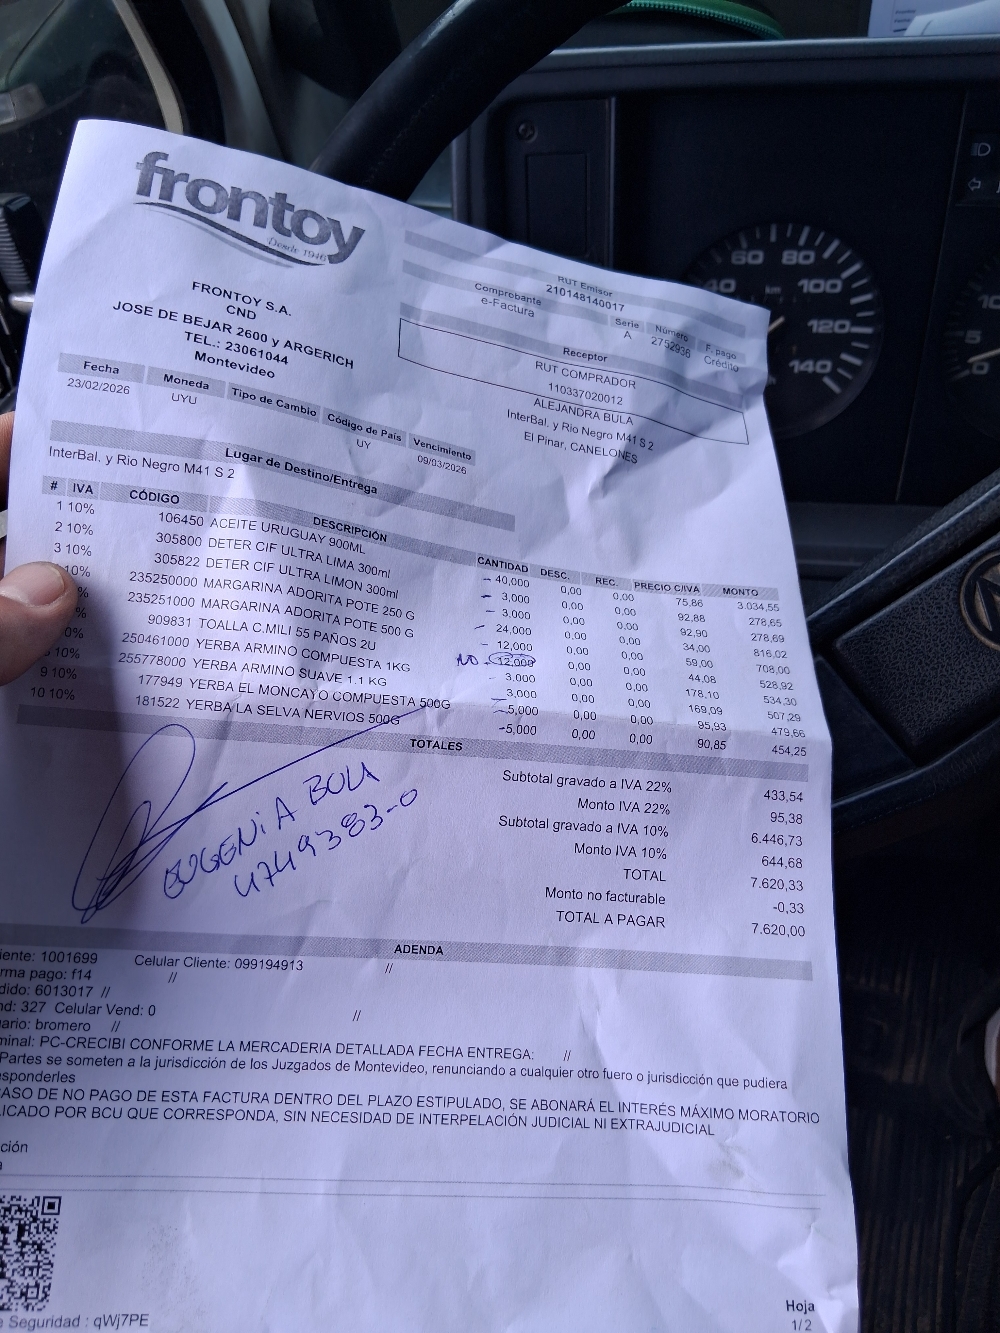 frontoy
Desde 1940
FRONTOY S.A.
CND
JOSE DE BEJAR 2600 y ARGERICH
TEL.: 23061044
Montevideo
RUT Emisor
210148140017
Comprobante Serie Número F. pago
e-Factura A 2752936 Crédito
Receptor
RUT COMPRADOR
110337020012
ALEJANDRA BULA
InterBal. y Rio Negro M41 S 2
El Pinar, CANELONES
Fecha Moneda Tipo de Cambio Código de País Vencimiento
23/02/2026 UYU UY 09/03/2026
Lugar de Destino/Entrega
InterBal. y Rio Negro M41 S 2
# IVA CÓDIGO DESCRIPCIÓN CANTIDAD DESC. REC. PRECIO C/IVA MONTO
1 10% 106450 ACEITE URUGUAY 900ML 40,000 0,00 0,00 75,86 3.034,55
2 10% 305800 DETER CIF ULTRA LIMA 300ml 3,000 0,00 0,00 92,88 278,65
3 10% 305822 DETER CIF ULTRA LIMON 300ml 3,000 0,00 0,00 92,90 278,69
10% 235250000 MARGARINA ADORITA POTE 250 G 24,000 0,00 0,00 34,00 816,02
235251000 MARGARINA ADORITA POTE 500 G 12,000 0,00 0,00 59,00 708,00
909831 TOALLA C.MILI 55 PAÑOS 2U NO 12,000 0,00 0,00 44,08 528,92
250461000 YERBA ARMINO COMPUESTA 1KG 3,000 0,00 0,00 178,10 534,30
10% 255778000 YERBA ARMINO SUAVE 1.1 KG 3,000 0,00 0,00 169,09 507,29
9 10% 177949 YERBA EL MONCAYO COMPUESTA 500G 5,000 0,00 0,00 95,93 479,66
10 10% 181522 YERBA LA SELVA NERVIOS 500G 5,000 0,00 0,00 90,85 454,25
TOTALES
Subtotal gravado a IVA 22% 433,54
Monto IVA 22% 95,38
Subtotal gravado a IVA 10% 6.446,73
Monto IVA 10% 644,68
TOTAL 7.620,33
Monto no facturable -0,33
TOTAL A PAGAR 7.620,00
EUGENIA BOU
4749383-0
ADENDA
iente: 1001699 Celular Cliente: 099194913 //
rma pago: f14 //
dido: 6013017 //
nd: 327 Celular Vend: 0 //
uario: bromero //
minal: PC-CRECIBI CONFORME LA MERCADERIA DETALLADA FECHA ENTREGA: //
Partes se someten a la jurisdicción de los Juzgados de Montevideo, renunciando a cualquier otro fuero o jurisdicción que pudiera
esponderles
CASO DE NO PAGO DE ESTA FACTURA DENTRO DEL PLAZO ESTIPULADO, SE ABONARÁ EL INTERÉS MÁXIMO MORATORIO
LICADO POR BCU QUE CORRESPONDA, SIN NECESIDAD DE INTERPELACIÓN JUDICIAL NI EXTRAJUDICIAL
ción
e Seguridad : qWj7PE
Hoja
1/2
40 60 80 100 120 140
km